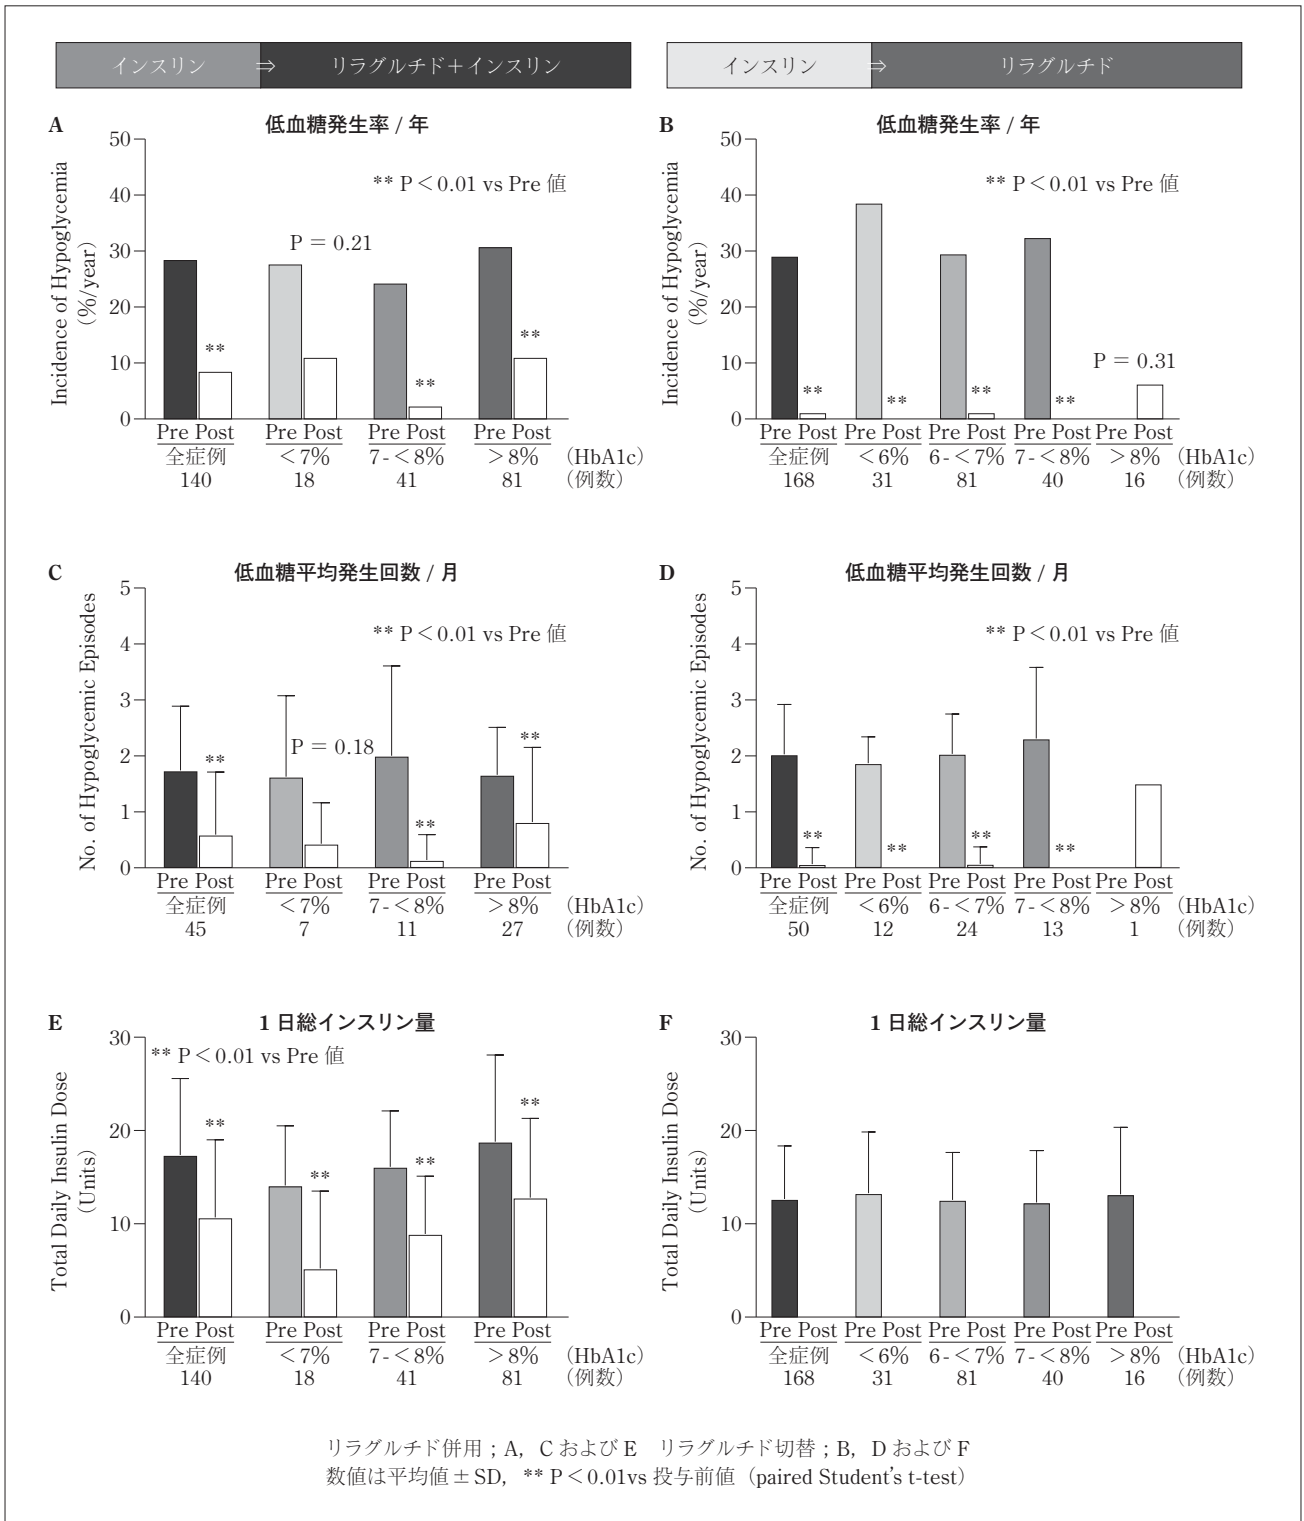 インスリン ⇒ リラグルチド＋インスリン
インスリン ⇒ リラグルチド
A 低血糖発生率 / 年
Incidence of Hypoglycemia
(%/year)
50
40
30
20
10
0
** P＜0.01 vs Pre 値
P = 0.21
**
**
**
Pre Post Pre Post Pre Post Pre Post
全症例 ＜7% 7-＜8% ＞8% (HbA1c)
140 18 41 81 (例数)
B 低血糖発生率 / 年
Incidence of Hypoglycemia
(%/year)
50
40
30
20
10
0
** P＜0.01 vs Pre 値
P = 0.31
** ** ** **
Pre Post Pre Post Pre Post Pre Post Pre Post
全症例 ＜6% 6-＜7% 7-＜8% ＞8% (HbA1c)
168 31 81 40 16 (例数)
C 低血糖平均発生回数 / 月
No. of Hypoglycemic Episodes
5
4
3
2
1
0
** P＜0.01 vs Pre 値
**
P = 0.18
**
**
Pre Post Pre Post Pre Post Pre Post
全症例 ＜7% 7-＜8% ＞8% (HbA1c)
45 7 11 27 (例数)
D 低血糖平均発生回数 / 月
No. of Hypoglycemic Episodes
5
4
3
2
1
0
** P＜0.01 vs Pre 値
** ** ** **
Pre Post Pre Post Pre Post Pre Post Pre Post
全症例 ＜6% 6-＜7% 7-＜8% ＞8% (HbA1c)
50 12 24 13 1 (例数)
E 1 日総インスリン量
Total Daily Insulin Dose
(Units)
30
20
10
0
** P＜0.01 vs Pre 値
** ** ** **
Pre Post Pre Post Pre Post Pre Post
全症例 ＜7% 7-＜8% ＞8% (HbA1c)
140 18 41 81 (例数)
F 1 日総インスリン量
Total Daily Insulin Dose
(Units)
30
20
10
0
Pre Post Pre Post Pre Post Pre Post Pre Post
全症例 ＜6% 6-＜7% 7-＜8% ＞8% (HbA1c)
168 31 81 40 16 (例数)
リラグルチド併用；A，C および E　リラグルチド切替；B，D および F
数値は平均値±SD，** P＜0.01vs 投与前値（paired Student's t-test）